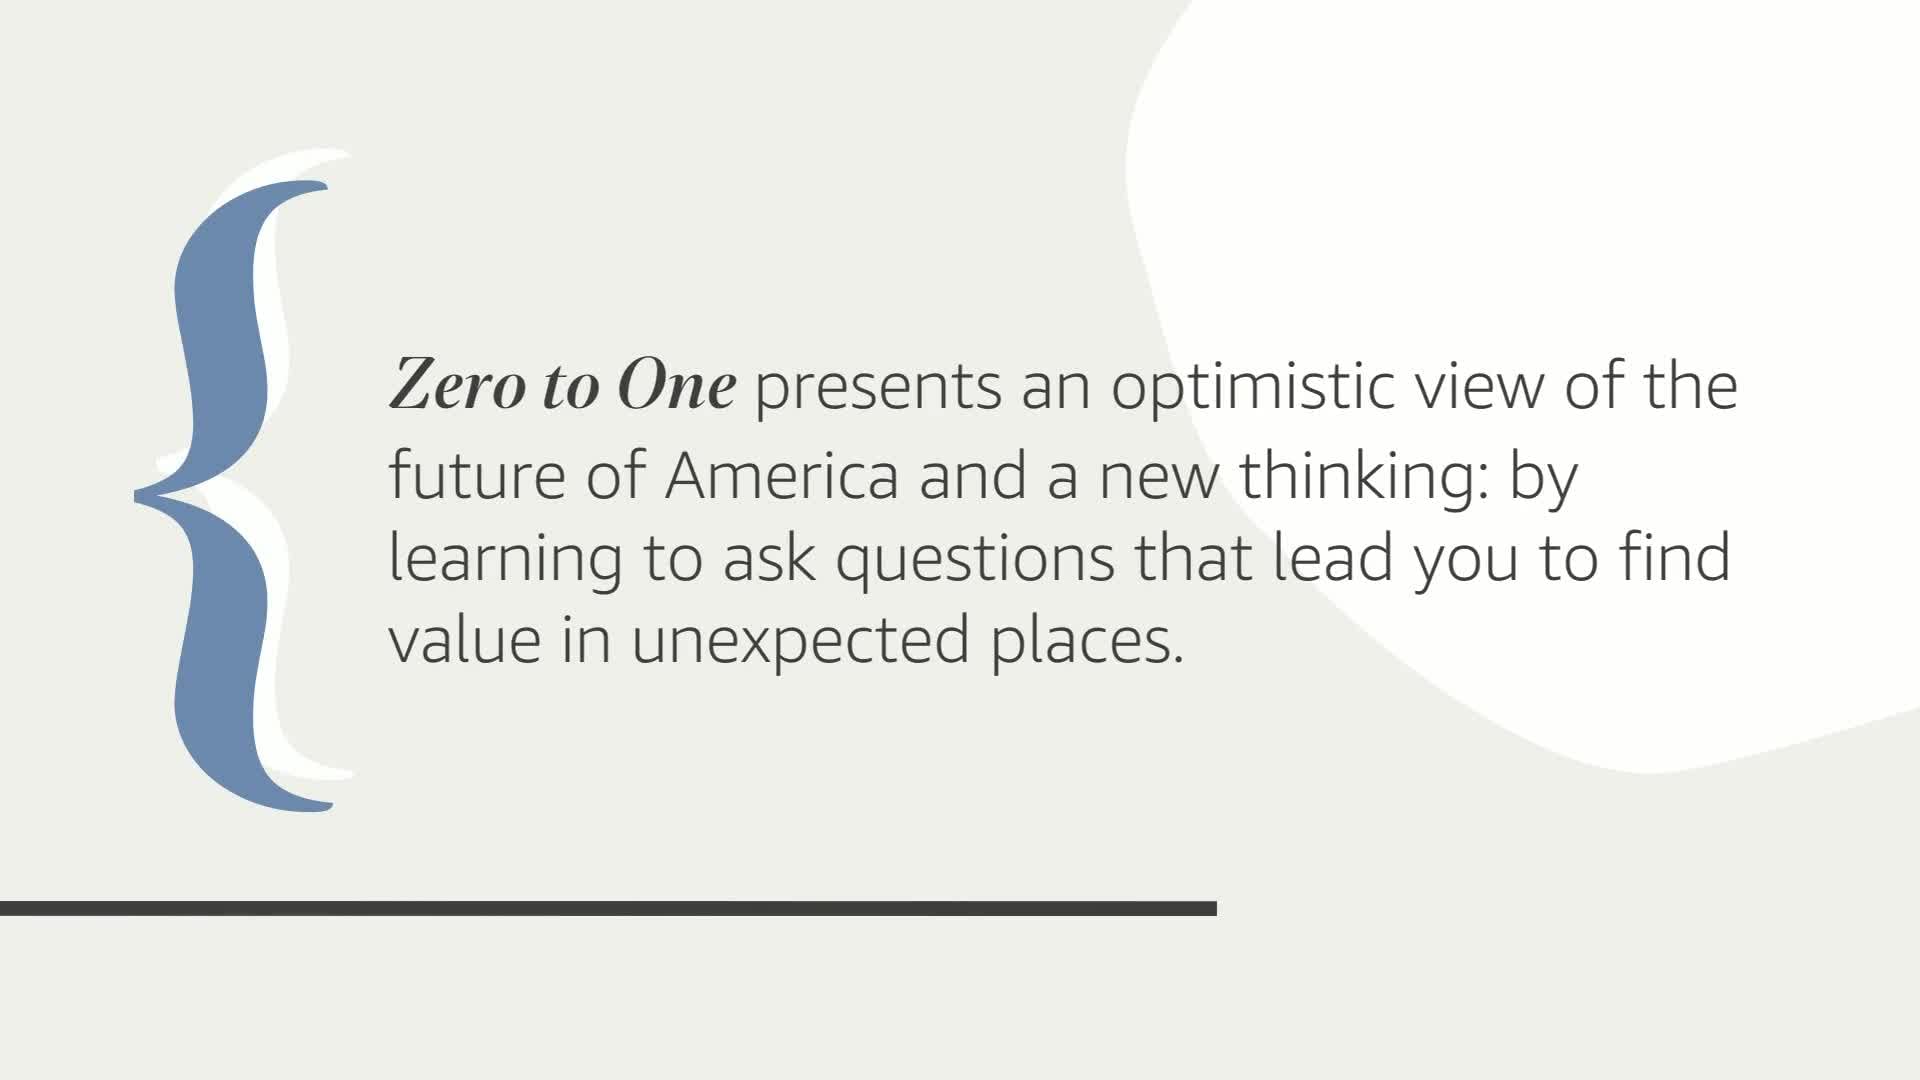 Zero to One presents an optimistic view of the
future of America and a new thinking: by
learning to ask questions that lead you to find
value in unexpected places.